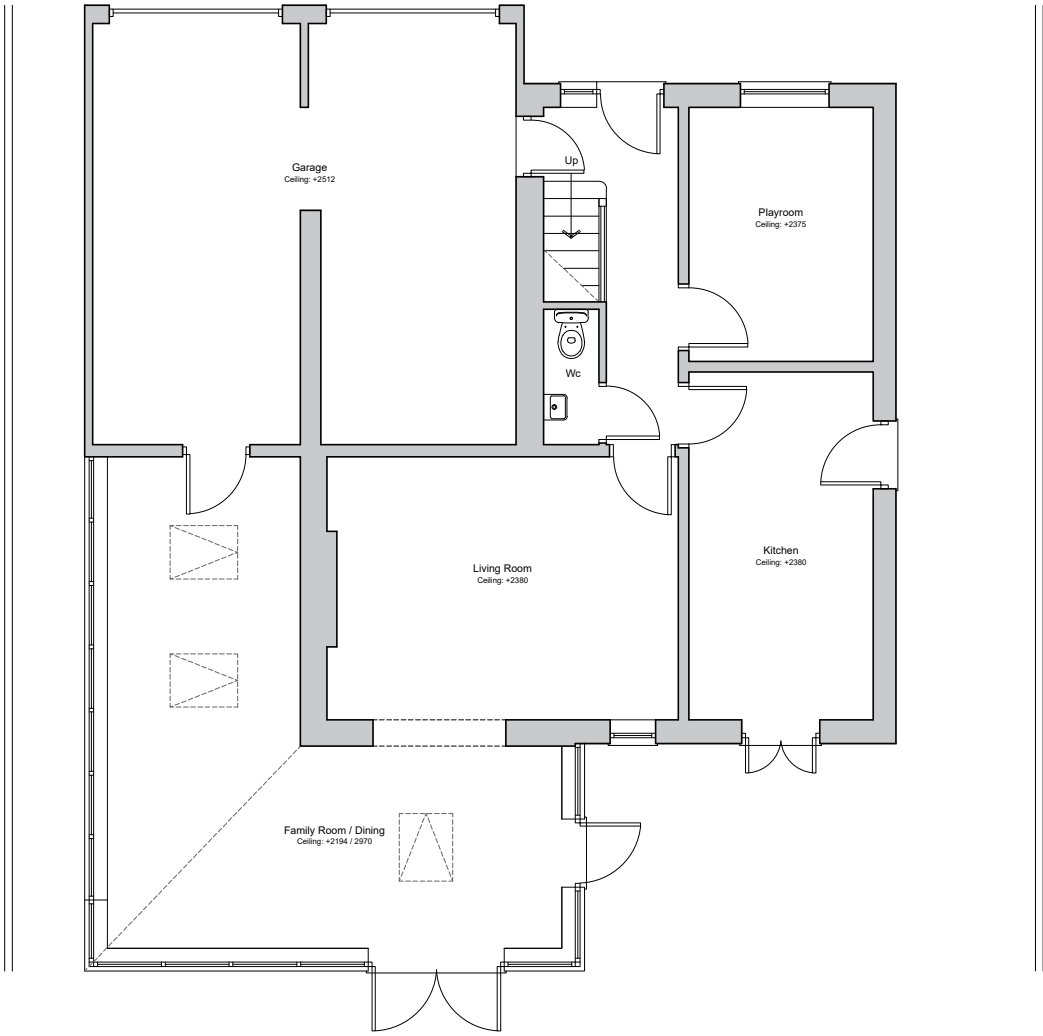 Up
Garage
Ceiling: +2512
Playroom
Ceiling: +2375
Wc
Kitchen
Ceiling: +2380
Living Room
Ceiling: +2380
Family Room / Dining
Ceiling: +2194 / 2970